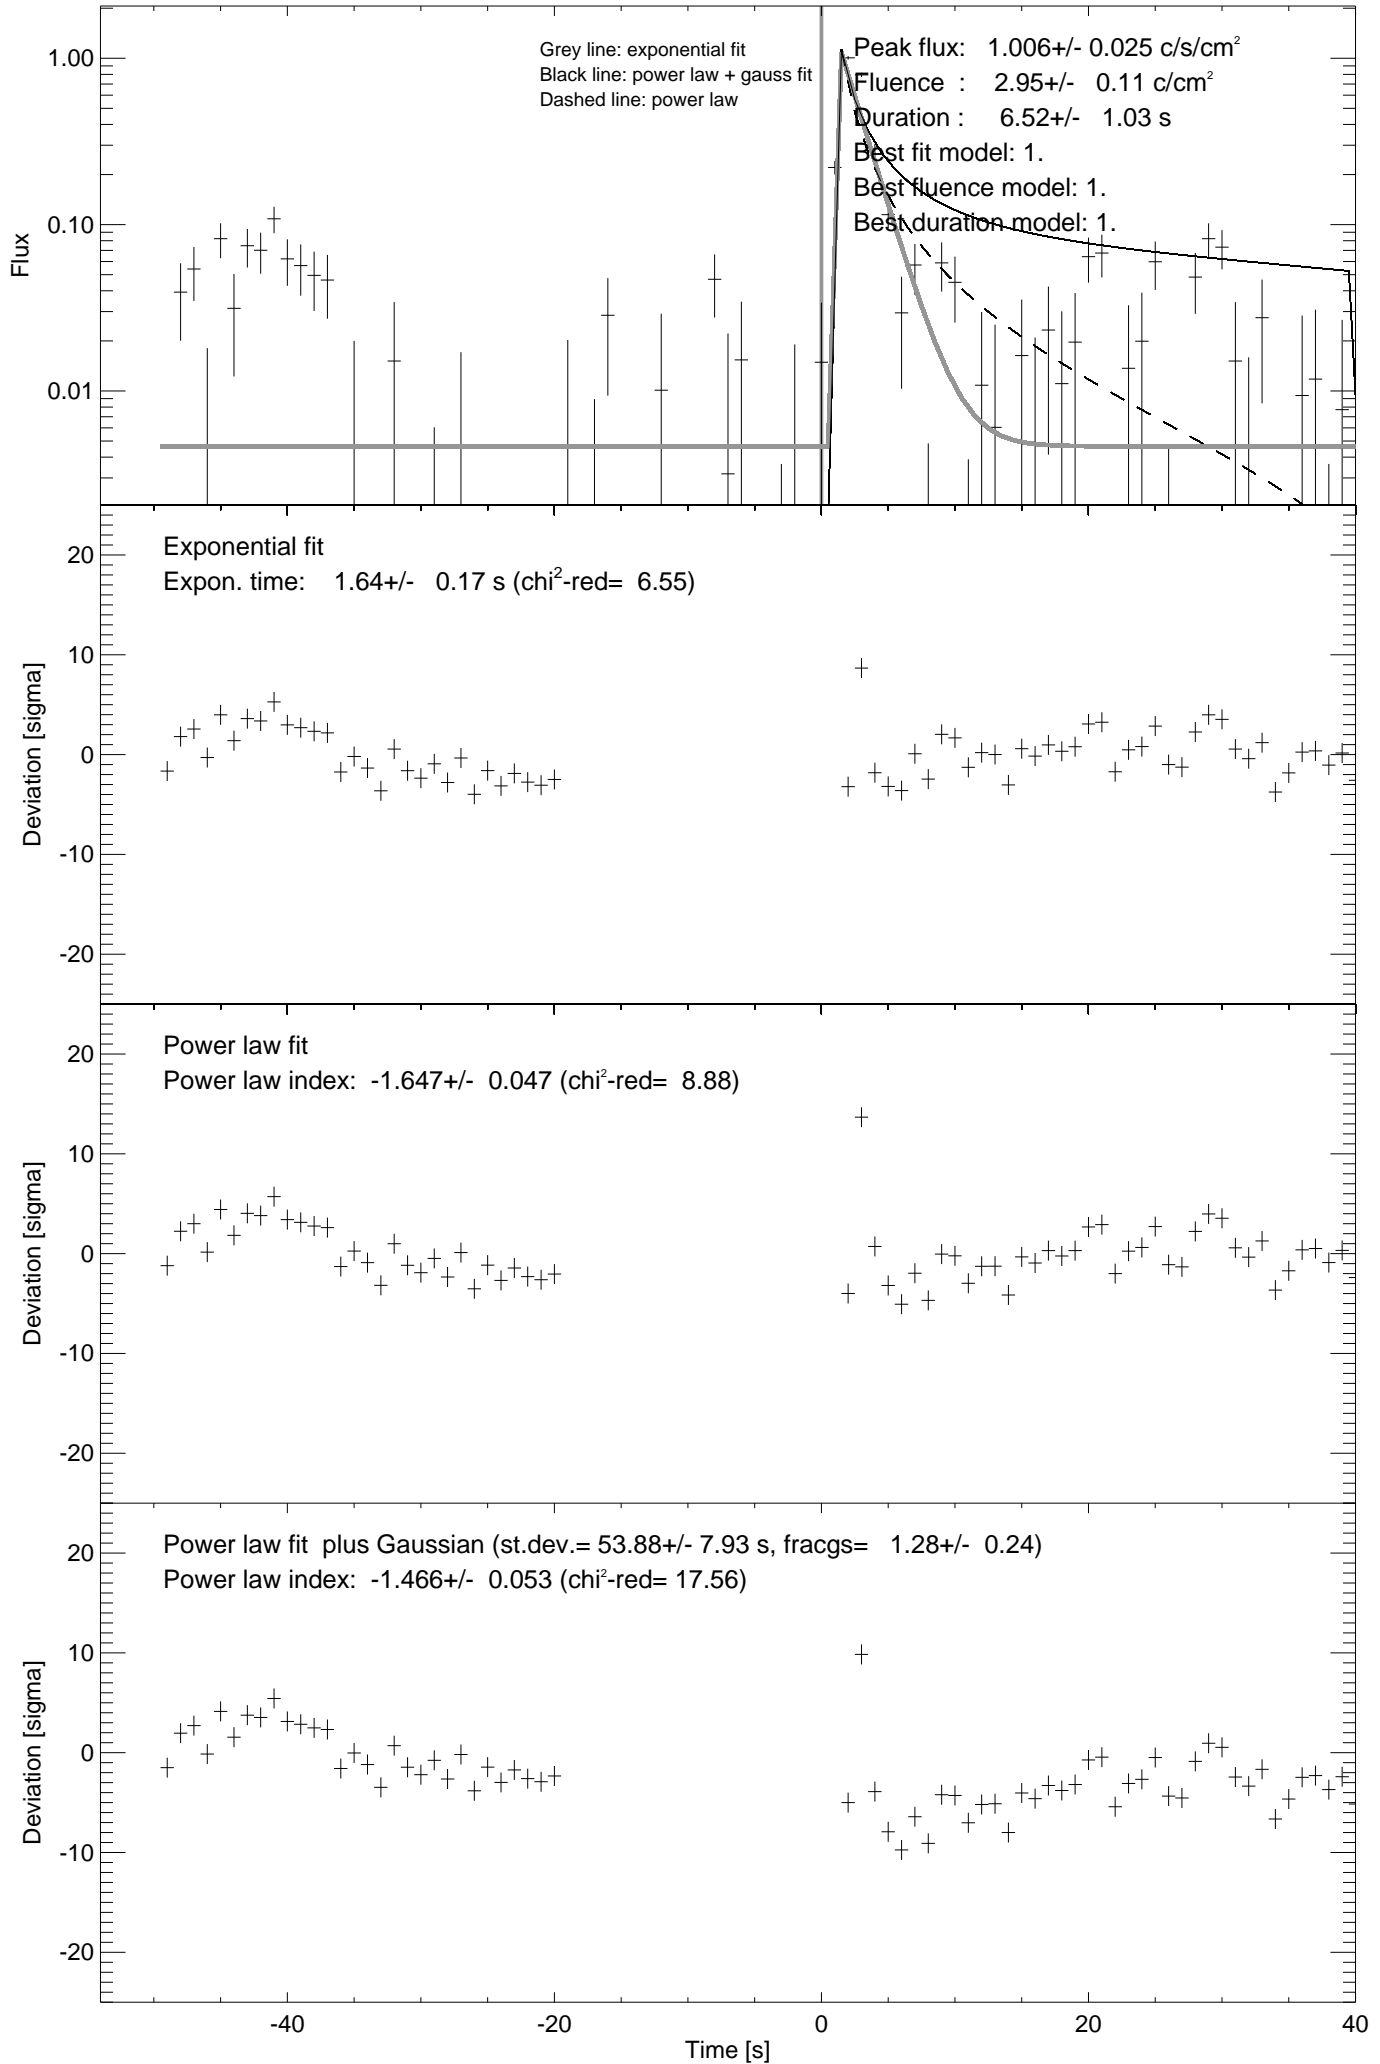 Grey line: exponential fit
Black line: power law + gauss fit
Dashed line: power law
Peak flux: 1.006+/- 0.025 c/s/cm²
Fluence : 2.95+/- 0.11 c/cm²
Duration : 6.52+/- 1.03 s
Best fit model: 1.
Best fluence model: 1.
Best duration model: 1.
1.00
0.10
0.01
Flux
Exponential fit
Expon. time: 1.64+/- 0.17 s (chi²-red= 6.55)
20
10
0
-10
-20
Deviation [sigma]
Power law fit
Power law index: -1.647+/- 0.047 (chi²-red= 8.88)
20
10
0
-10
-20
Deviation [sigma]
Power law fit plus Gaussian (st.dev.= 53.88+/- 7.93 s, fracgs= 1.28+/- 0.24)
Power law index: -1.466+/- 0.053 (chi²-red= 17.56)
20
10
0
-10
-20
Deviation [sigma]
-40 -20 0 20 40
Time [s]